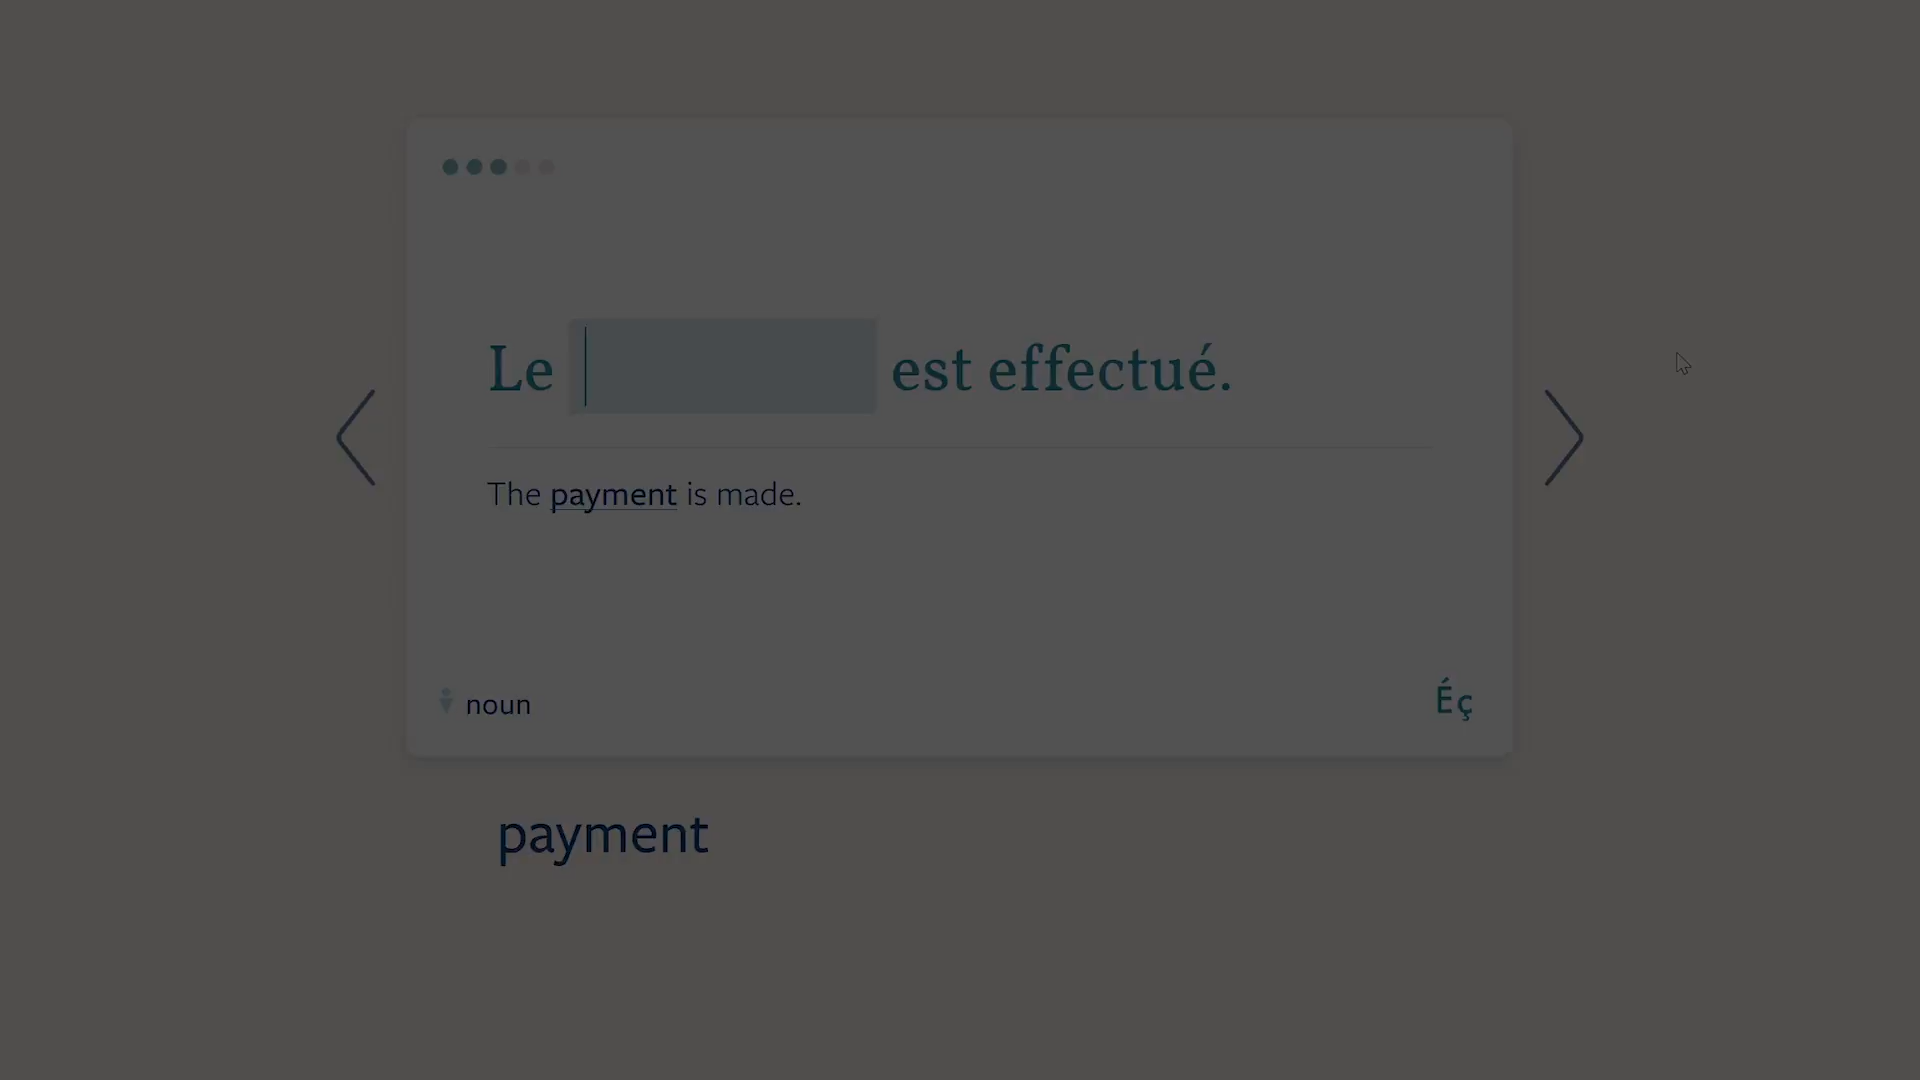 Le est effectué.
The payment is made.
noun
Éç
payment